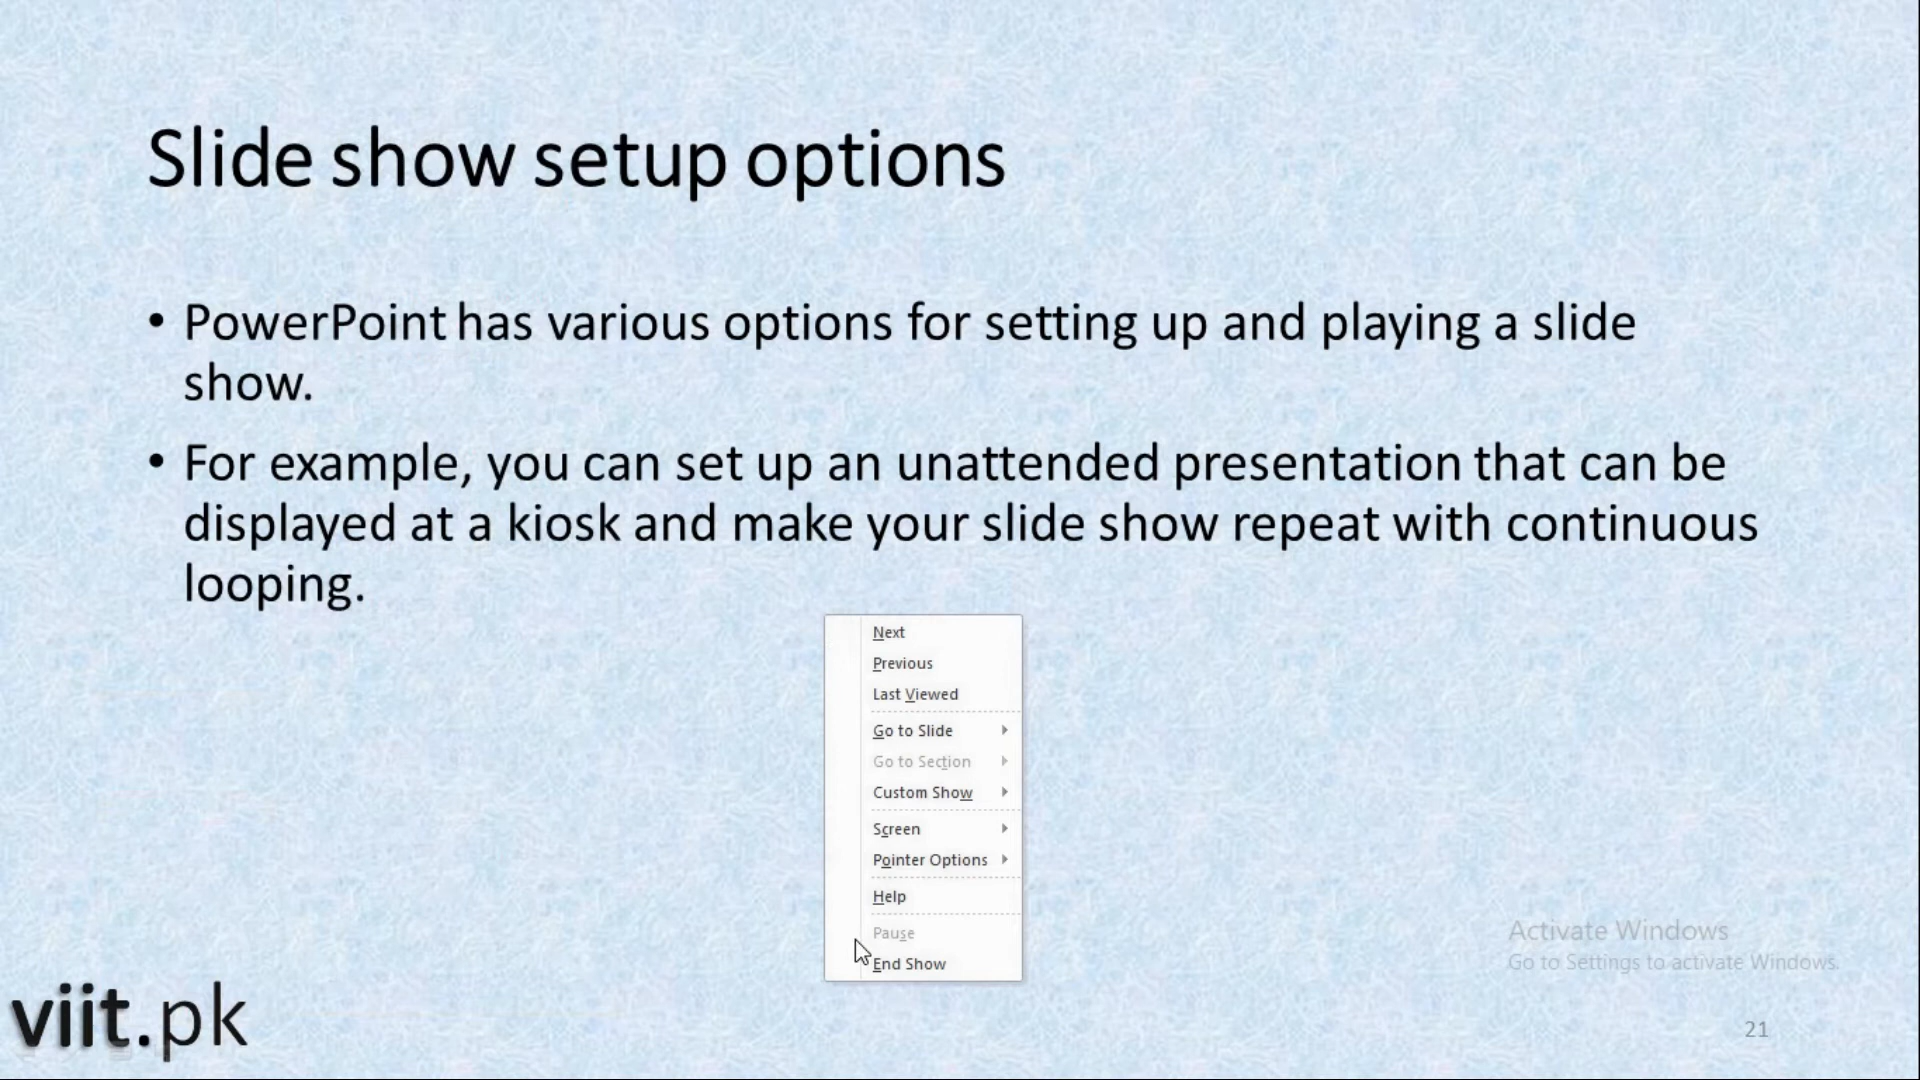 Slide show setup options
• PowerPoint has various options for setting up and playing a slide
show.
• For example, you can set up an unattended presentation that can be
displayed at a kiosk and make your slide show repeat with continuous
looping.
Next
Previous
Last Viewed
Go to Slide
Go to Section
Custom Show
Screen
Pointer Options
Help
Pause
End Show
Activate Windows
Go to Settings to activate Windows.
viit.pk
21